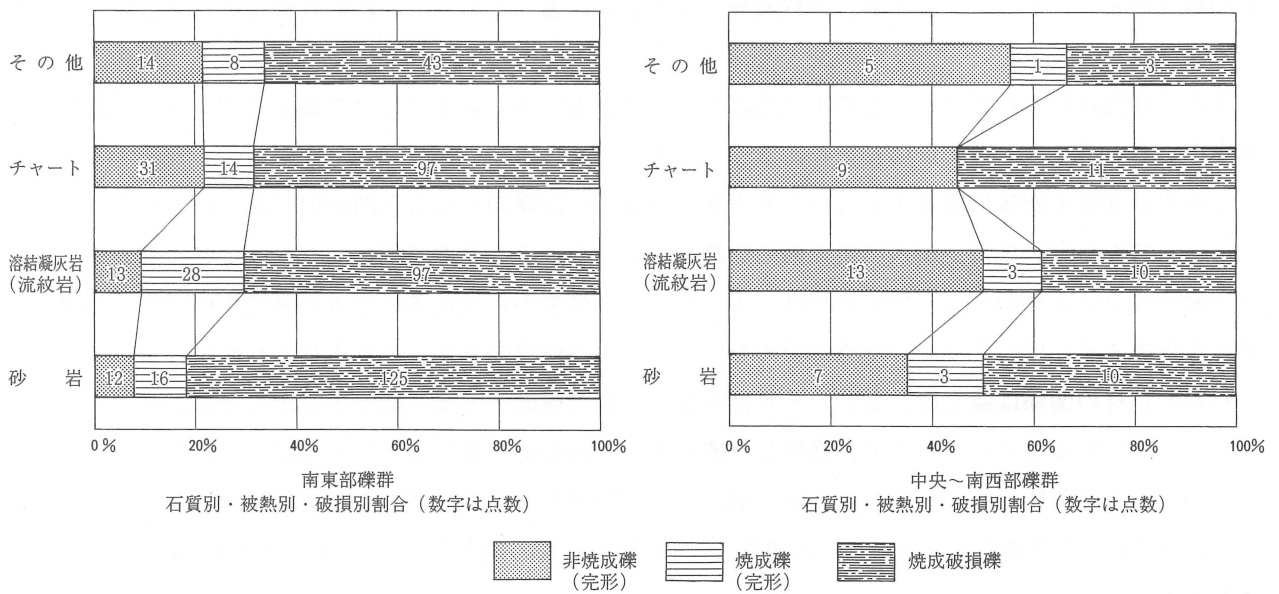 その他
14 8 43
チャート
31 14 97
溶結凝灰岩
(流紋岩)
13 28 97
砂岩
12 16 125
0% 20% 40% 60% 80% 100%
南東部礫群
石質別・被熱別・破損別割合(数字は点数)
その他
5 1 3
チャート
9 11
溶結凝灰岩
(流紋岩)
13 3 10
砂岩
7 3 10
0% 20% 40% 60% 80% 100%
中央~南西部礫群
石質別・被熱別・破損別割合(数字は点数)
非焼成礫
(完形)
焼成礫
(完形)
焼成破損礫